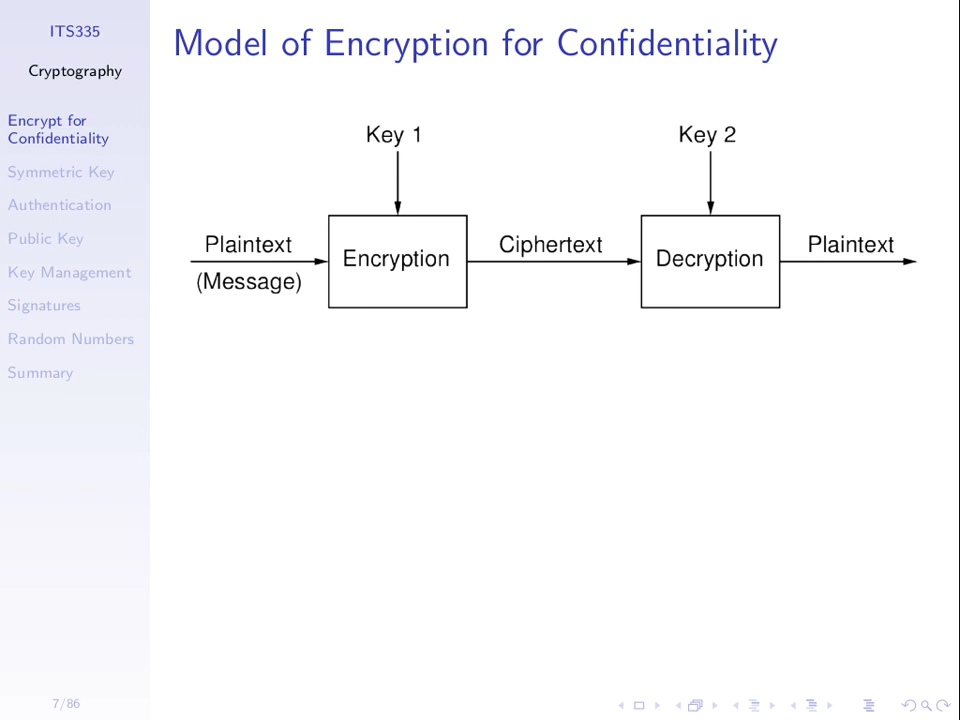 ITS335
Cryptography
Encrypt for
Confidentiality
Symmetric Key
Authentication
Public Key
Key Management
Signatures
Random Numbers
Summary
7/86
Model of Encryption for Confidentiality
Key 1
Key 2
Plaintext
(Message)
Encryption
Ciphertext
Decryption
Plaintext